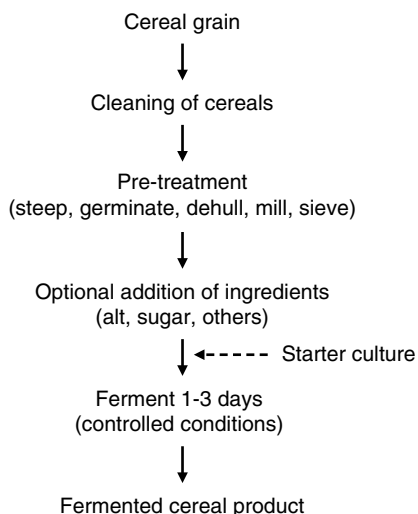 Cereal grain
Cleaning of cereals
Pre-treatment
(steep, germinate, dehull, mill, sieve)
Optional addition of ingredients
(alt, sugar, others)
Starter culture
Ferment 1-3 days
(controlled conditions)
Fermented cereal product